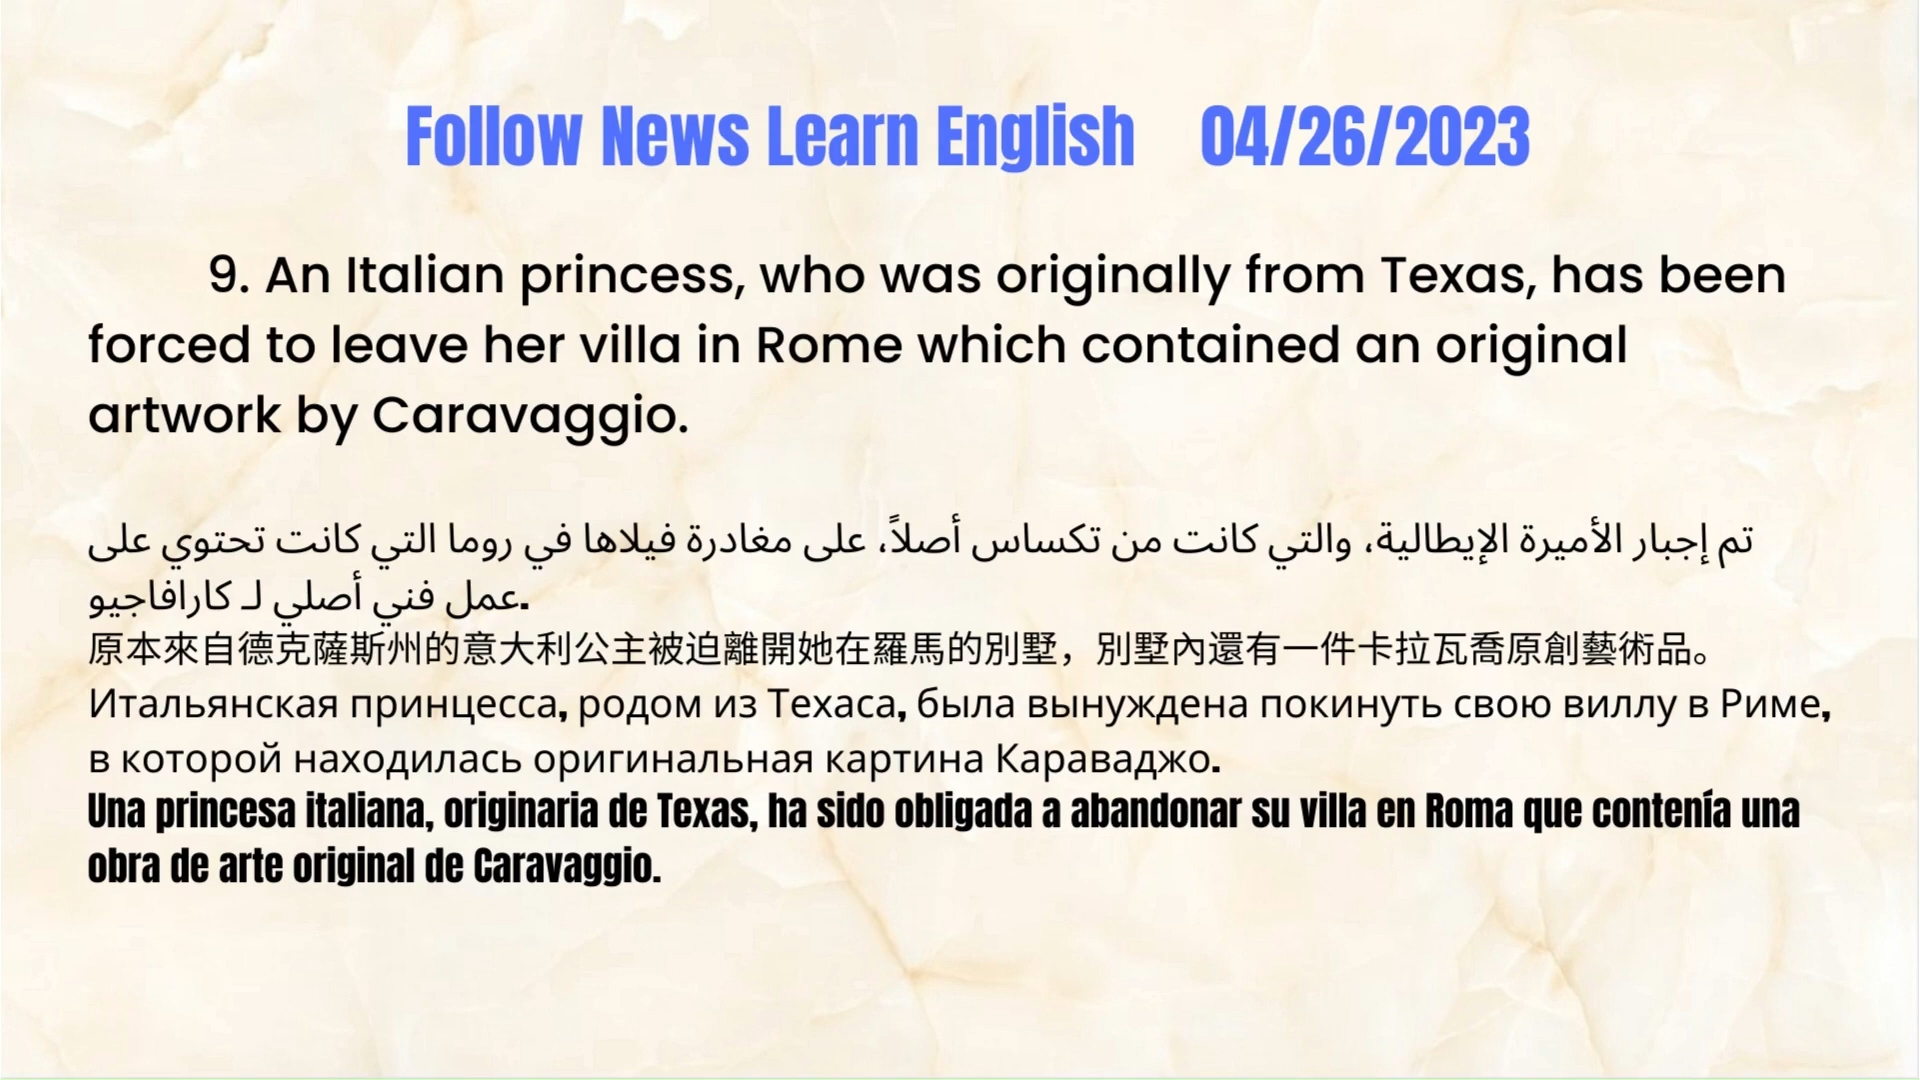 Follow News Learn English 04/26/2023
9. An Italian princess, who was originally from Texas, has been
forced to leave her villa in Rome which contained an original
artwork by Caravaggio.
تم إجبار الأميرة الإيطالية، والتي كانت من تكساس أصلاً، على مغادرة فيلاها في روما التي كانت تحتوي على
عمل فني أصلي لـ كارافاجيو.
原本來自德克薩斯州的意大利公主被迫離開她在羅馬的別墅，別墅內還有一件卡拉瓦喬原創藝術品。
Итальянская принцесса, родом из Техаса, была вынуждена покинуть свою виллу в Риме,
в которой находилась оригинальная картина Караваджо.
Una princesa italiana, originaria de Texas, ha sido obligada a abandonar su villa en Roma que contenía una
obra de arte original de Caravaggio.